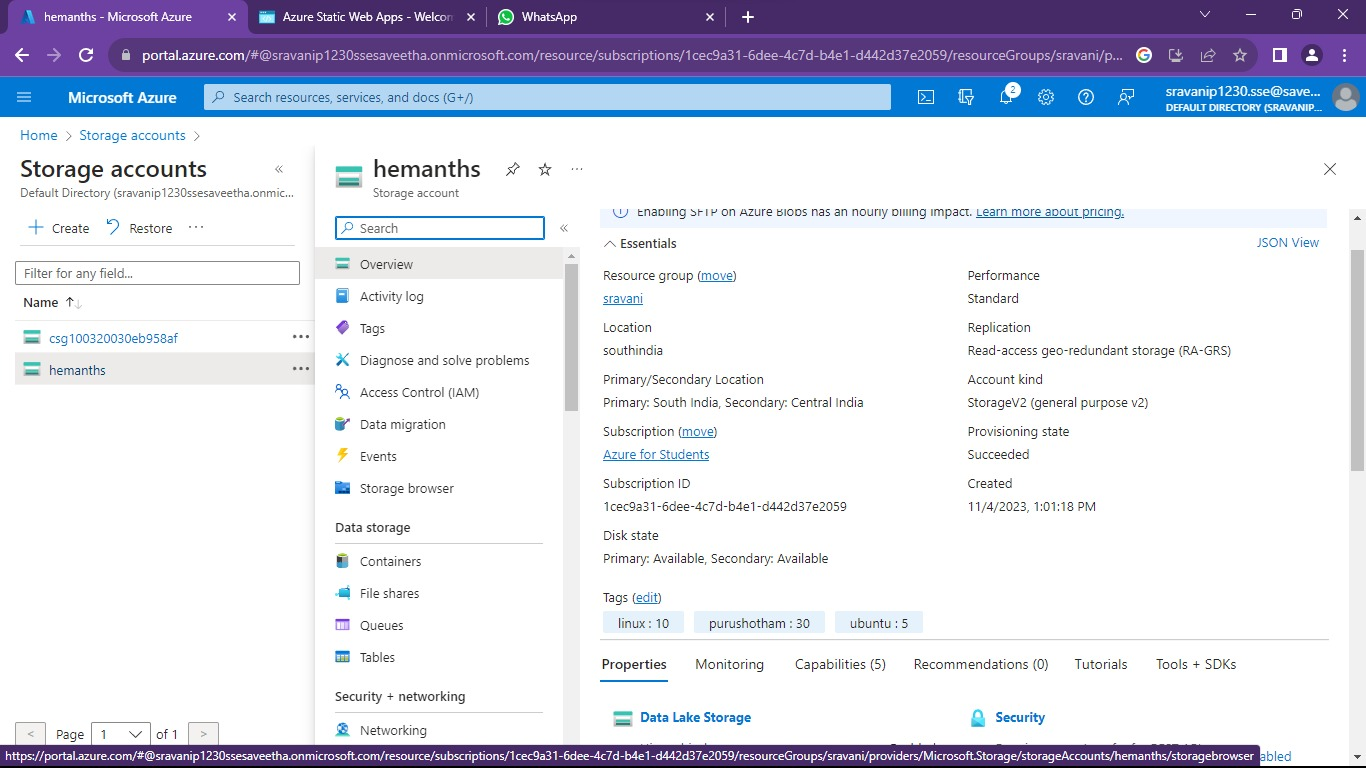 hemanths - Microsoft Azure
Azure Static Web Apps - Welcon
WhatsApp
portal.azure.com/#@sravanip1230ssesaveetha.onmicrosoft.com/resource/subscriptions/1cec9a31-6dee-4c7d-b4e1-d442d37e2059/resourceGroups/sravani/p...
Microsoft Azure
Search resources, services, and docs (G+/)
2
sravanip1230.sse@save...
DEFAULT DIRECTORY (SRAVANIP...
Home > Storage accounts >
Storage accounts
Default Directory (sravanip1230ssesaveetha.onmic...
Create
Restore
Filter for any field...
Name
csg100320030eb958af
hemanths
Page 1 of 1
hemanths
Storage account
Search
Overview
Activity log
Tags
Diagnose and solve problems
Access Control (IAM)
Data migration
Events
Storage browser
Data storage
Containers
File shares
Queues
Tables
Security + networking
Networking
Enabling SFTP on Azure Blobs has an hourly billing impact. Learn more about pricing.
Essentials
JSON View
Resource group (move)
sravani
Location
southindia
Primary/Secondary Location
Primary: South India, Secondary: Central India
Subscription (move)
Azure for Students
Subscription ID
1cec9a31-6dee-4c7d-b4e1-d442d37e2059
Disk state
Primary: Available, Secondary: Available
Performance
Standard
Replication
Read-access geo-redundant storage (RA-GRS)
Account kind
StorageV2 (general purpose v2)
Provisioning state
Succeeded
Created
11/4/2023, 1:01:18 PM
Tags (edit)
linux : 10
purushotham : 30
ubuntu : 5
Properties
Monitoring
Capabilities (5)
Recommendations (0)
Tutorials
Tools + SDKs
Data Lake Storage
Security
abled
https://portal.azure.com/#@sravanip1230ssesaveetha.onmicrosoft.com/resource/subscriptions/1cec9a31-6dee-4c7d-b4e1-d442d37e2059/resourceGroups/sravani/providers/Microsoft.Storage/storageAccounts/hemanths/storagebrowser